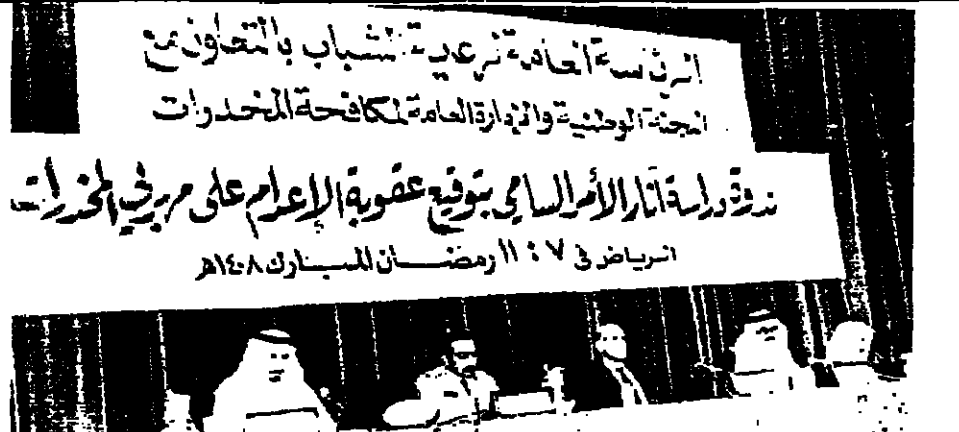 الرئاسة العامة لرعاية الشباب بالتعاون مع
اللجنة الوطنية والإدارة العامة لمكافحة المخدرات
ندوة دراسة آثار الأمر السامي بتوقيع عقوبة الإعدام على مهربي المخدرات
الرياض في ٧ : ١١ رمضان المبارك ١٤٠٨هـ